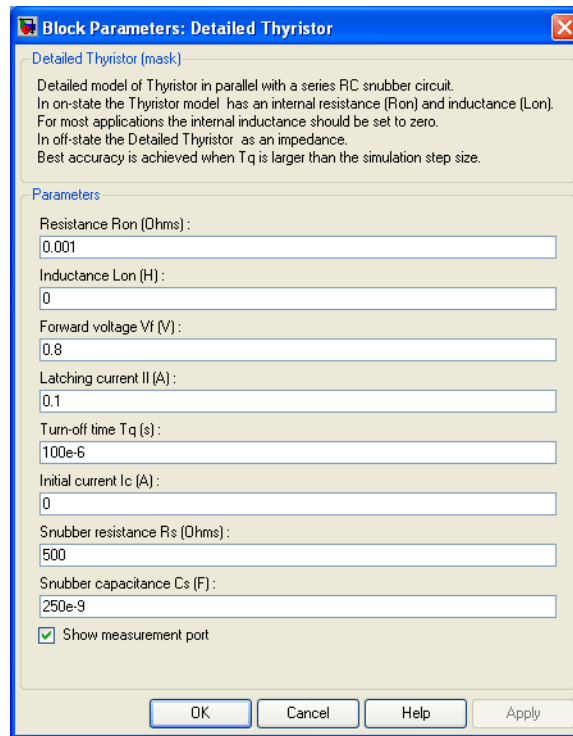 Block Parameters: Detailed Thyristor
Detailed Thyristor (mask)
Detailed model of Thyristor in parallel with a series RC snubber circuit.
In on-state the Thyristor model has an internal resistance (Ron) and inductance (Lon).
For most applications the internal inductance should be set to zero.
In off-state the Detailed Thyristor as an impedance.
Best accuracy is achieved when Tq is larger than the simulation step size.
Parameters
Resistance Ron (Ohms) :
0.001
Inductance Lon (H) :
0
Forward voltage Vf (V) :
0.8
Latching current Il (A) :
0.1
Turn-off time Tq (s) :
100e-6
Initial current Ic (A) :
0
Snubber resistance Rs (Ohms) :
500
Snubber capacitance Cs (F) :
250e-9
Show measurement port
OK Cancel Help Apply